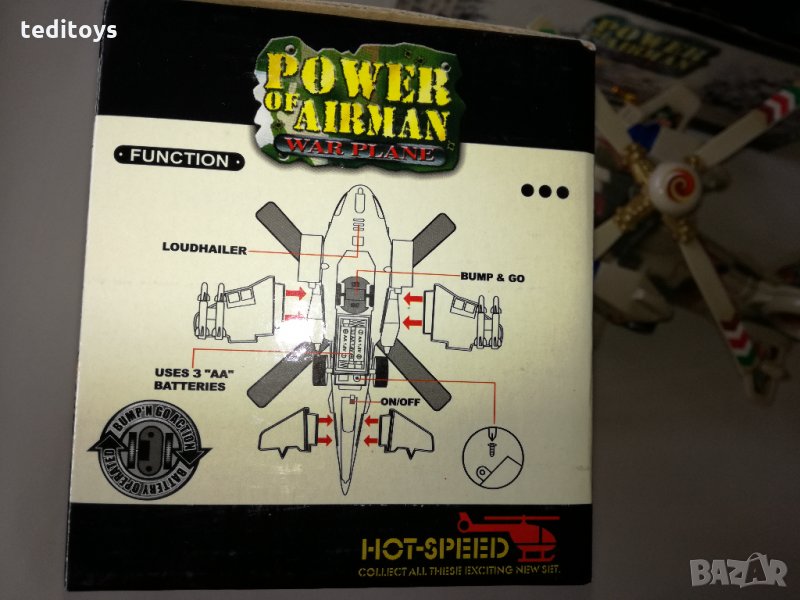 teditoys
POWER
OF AIRMAN
WAR PLANE
POWER
AIRMAN
• FUNCTION •
LOUDHAILER
BUMP & GO
USES 3 "AA"
BATTERIES
ON/OFF
BUMP'N GO ACTION
BATTERY OPERATED
HOT-SPEED
COLLECT ALL THESE EXCITING NEW SET.
BAZAR